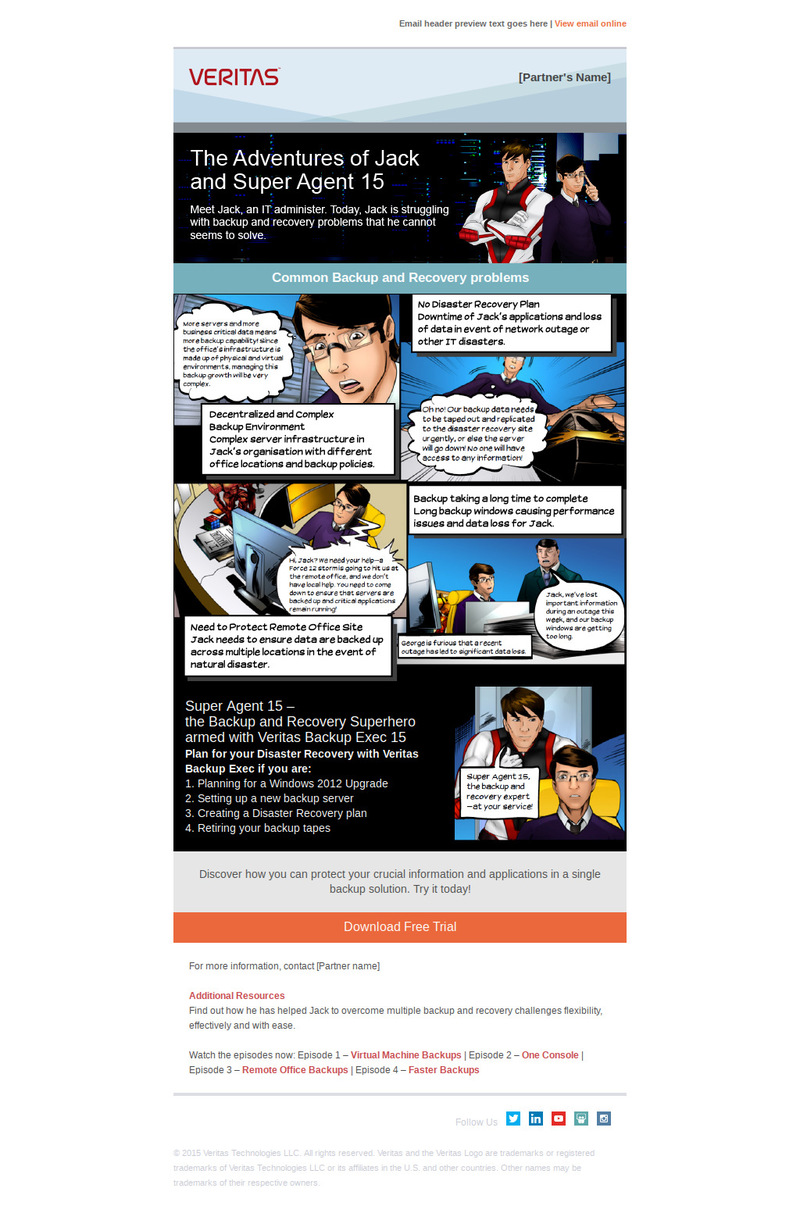 Email header preview text goes here | View email online
VERITAS™
[Partner's Name]
The Adventures of Jack
and Super Agent 15
Meet Jack, an IT administer. Today, Jack is struggling
with backup and recovery problems that he cannot
seems to solve.
Common Backup and Recovery problems
More servers and more
business critical data means
more backup capability! Since
the office's infrastructure is
made up of physical and virtual
environments, managing this
backup growth will be very
complex.
Decentralized and Complex
Backup Environment
Complex server infrastructure in
Jack's organisation with different
office locations and backup policies.
No Disaster Recovery Plan
Downtime of Jack's applications and loss
of data in event of network outage or
other IT disasters.
Oh no! Our backup data needs
to be taped out and replicated
to the disaster recovery site
urgently, or else the server
will go down! No one will have
access to any information!
Hi, Jack? We need your help—a
Force 12 storm is going to hit us at
the remote office, and we don't
have local help. You need to come
down to ensure that servers are
backed up and critical applications
remain running!
Need to Protect Remote Office Site
Jack needs to ensure data are backed up
across multiple locations in the event of
natural disaster.
Backup taking a long time to complete
Long backup windows causing performance
issues and data loss for Jack.
Jack, we've lost
important information
during an outage this
week, and our backup
windows are getting
too long.
George is furious that a recent
outage has led to significant data loss.
Super Agent 15 –
the Backup and Recovery Superhero
armed with Veritas Backup Exec 15
Plan for your Disaster Recovery with Veritas
Backup Exec if you are:
1. Planning for a Windows 2012 Upgrade
2. Setting up a new backup server
3. Creating a Disaster Recovery plan
4. Retiring your backup tapes
Super Agent 15,
the backup and
recovery expert
—at your service!
Discover how you can protect your crucial information and applications in a single
backup solution. Try it today!
Download Free Trial
For more information, contact [Partner name]
Additional Resources
Find out how he has helped Jack to overcome multiple backup and recovery challenges flexibility,
effectively and with ease.
Watch the episodes now: Episode 1 – Virtual Machine Backups | Episode 2 – One Console |
Episode 3 – Remote Office Backups | Episode 4 – Faster Backups
Follow Us
© 2015 Veritas Technologies LLC. All rights reserved. Veritas and the Veritas Logo are trademarks or registered
trademarks of Veritas Technologies LLC or its affiliates in the U.S. and other countries. Other names may be
trademarks of their respective owners.